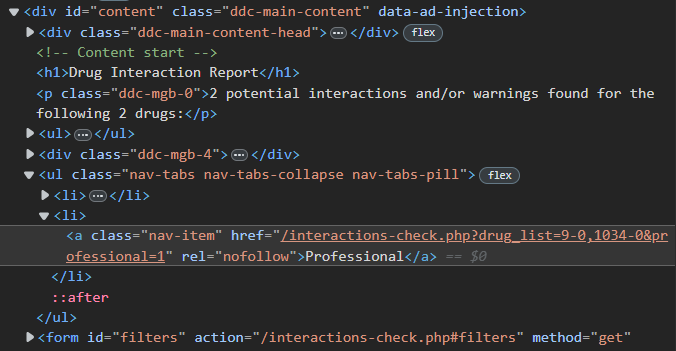 <div id="content" class="ddc-main-content" data-ad-injection>
<div class="ddc-main-content-head">…</div> flex
<!-- Content start -->
<h1>Drug Interaction Report</h1>
<p class="ddc-mgb-0">2 potential interactions and/or warnings found for the
following 2 drugs:</p>
<ul>…</ul>
<div class="ddc-mgb-4">…</div>
<ul class="nav-tabs nav-tabs-collapse nav-tabs-pill"> flex
<li>…</li>
<li>
<a class="nav-item" href="/interactions-check.php?drug_list=9-0,1034-0&pr
ofessional=1" rel="nofollow">Professional</a> == $0
</li>
::after
</ul>
<form id="filters" action="/interactions-check.php#filters" method="get"